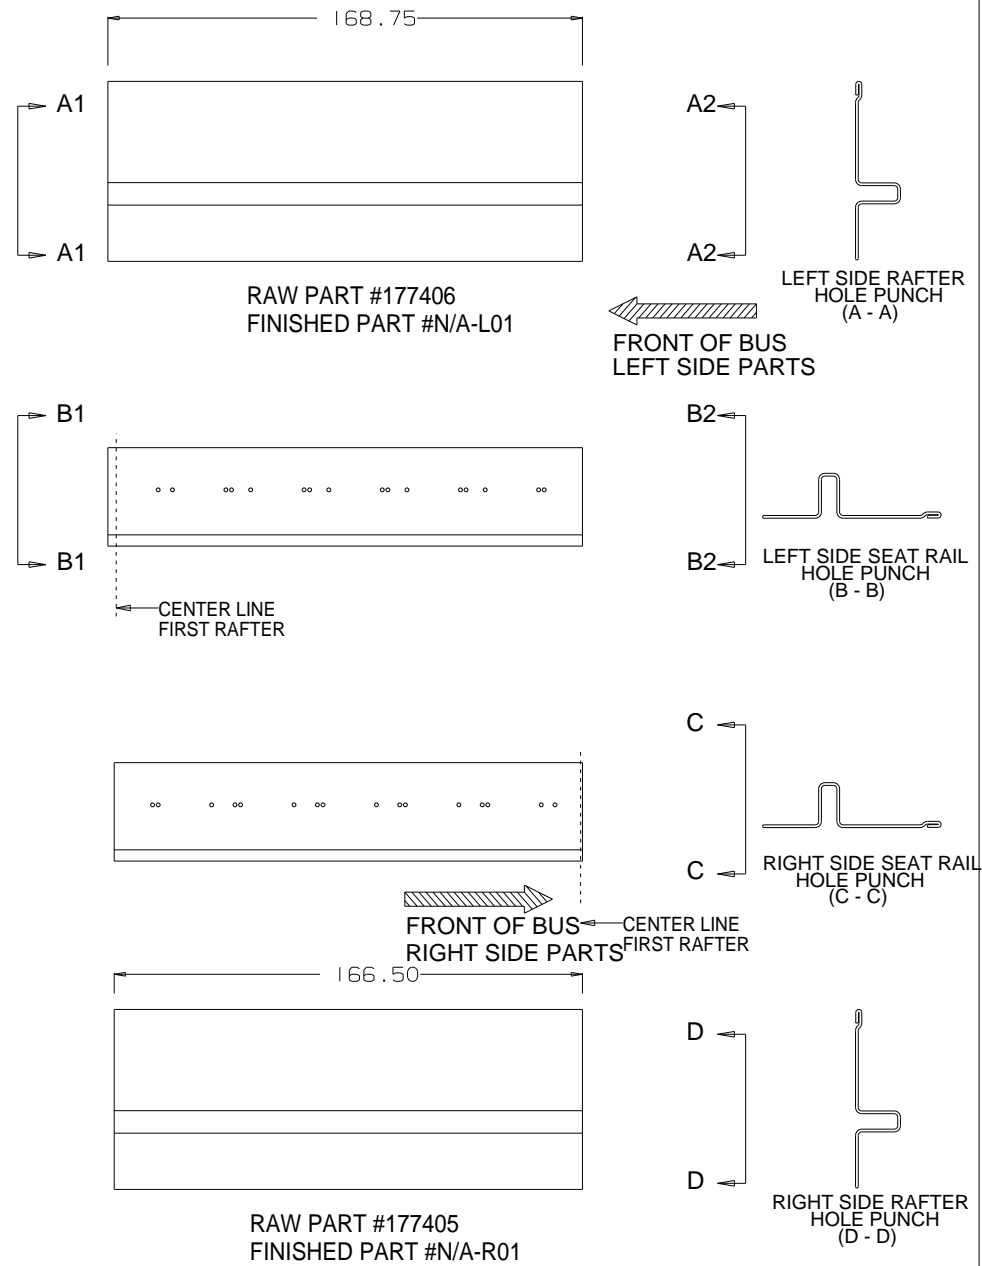 168.75
A1 A2
A1 A2
LEFT SIDE RAFTER
HOLE PUNCH
(A - A)
RAW PART #177406
FINISHED PART #N/A-L01
FRONT OF BUS
LEFT SIDE PARTS
B1 B2
B1 B2
LEFT SIDE SEAT RAIL
HOLE PUNCH
(B - B)
CENTER LINE
FIRST RAFTER
C
C
RIGHT SIDE SEAT RAIL
HOLE PUNCH
(C - C)
FRONT OF BUS
RIGHT SIDE PARTS
CENTER LINE
FIRST RAFTER
166.50
D
D
RIGHT SIDE RAFTER
HOLE PUNCH
(D - D)
RAW PART #177405
FINISHED PART #N/A-R01